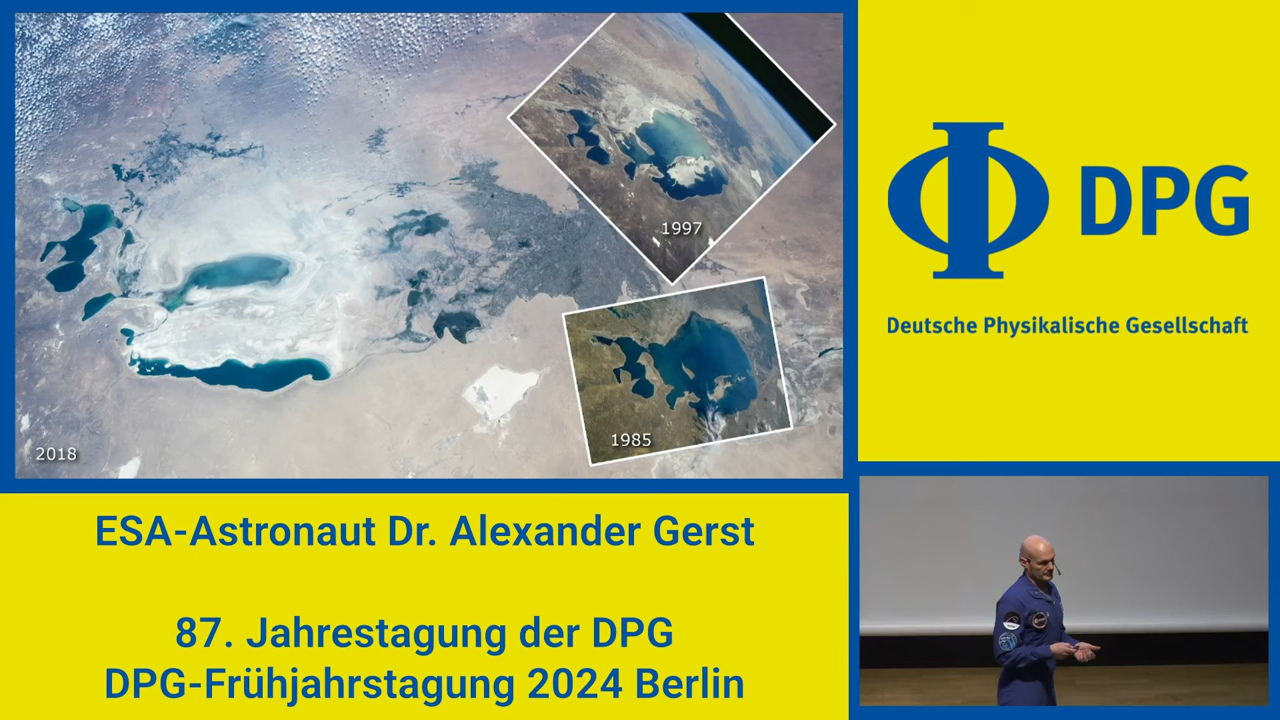 1997
1985
2018
DPG
Deutsche Physikalische Gesellschaft
ESA-Astronaut Dr. Alexander Gerst
87. Jahrestagung der DPG
DPG-Frühjahrstagung 2024 Berlin